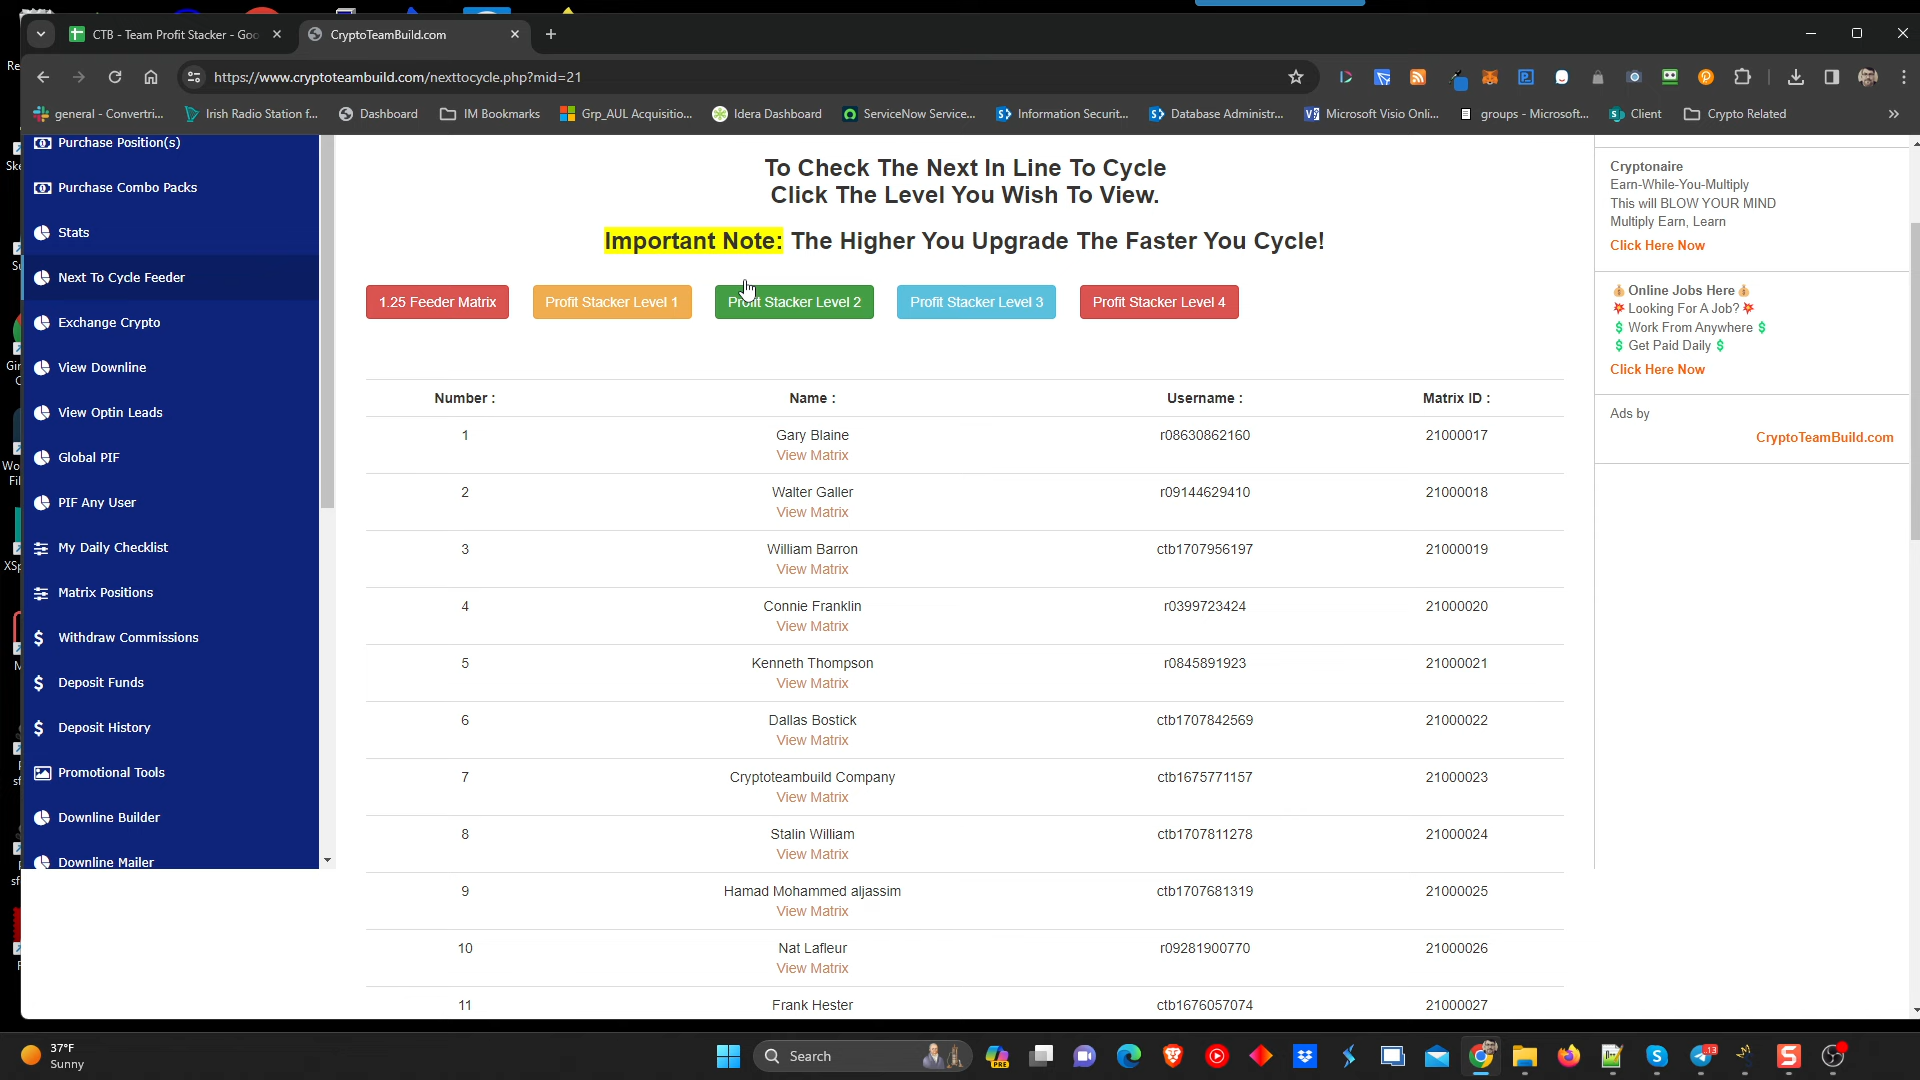 CTB - Team Profit Stacker - Goo
CryptoTeamBuild.com
https://www.cryptoteambuild.com/nexttocycle.php?mid=21
general - Convertri...
Irish Radio Station f...
Dashboard
IM Bookmarks
Grp_AUL Acquisitio...
Idera Dashboard
ServiceNow Service...
Information Securit...
Database Administr...
Microsoft Visio Onli...
groups - Microsoft...
Client
Crypto Related
Purchase Position(s)
Purchase Combo Packs
Stats
Next To Cycle Feeder
Exchange Crypto
View Downline
View Optin Leads
Global PIF
PIF Any User
My Daily Checklist
Matrix Positions
Withdraw Commissions
Deposit Funds
Deposit History
Promotional Tools
Downline Builder
Downline Mailer
To Check The Next In Line To Cycle
Click The Level You Wish To View.
Important Note: The Higher You Upgrade The Faster You Cycle!
1.25 Feeder Matrix
Profit Stacker Level 1
Profit Stacker Level 2
Profit Stacker Level 3
Profit Stacker Level 4
Number : Name : Username : Matrix ID :
1 Gary Blaine r08630862160 21000017
View Matrix
2 Walter Galler r09144629410 21000018
View Matrix
3 William Barron ctb1707956197 21000019
View Matrix
4 Connie Franklin r0399723424 21000020
View Matrix
5 Kenneth Thompson r0845891923 21000021
View Matrix
6 Dallas Bostick ctb1707842569 21000022
View Matrix
7 Cryptoteambuild Company ctb1675771157 21000023
View Matrix
8 Stalin William ctb1707811278 21000024
View Matrix
9 Hamad Mohammed aljassim ctb1707681319 21000025
View Matrix
10 Nat Lafleur r09281900770 21000026
View Matrix
11 Frank Hester ctb1676057074 21000027
Cryptonaire
Earn-While-You-Multiply
This will BLOW YOUR MIND
Multiply Earn, Learn
Click Here Now
Online Jobs Here
Looking For A Job?
Work From Anywhere
Get Paid Daily
Click Here Now
Ads by
CryptoTeamBuild.com
37°F
Sunny
Search
PRE
13